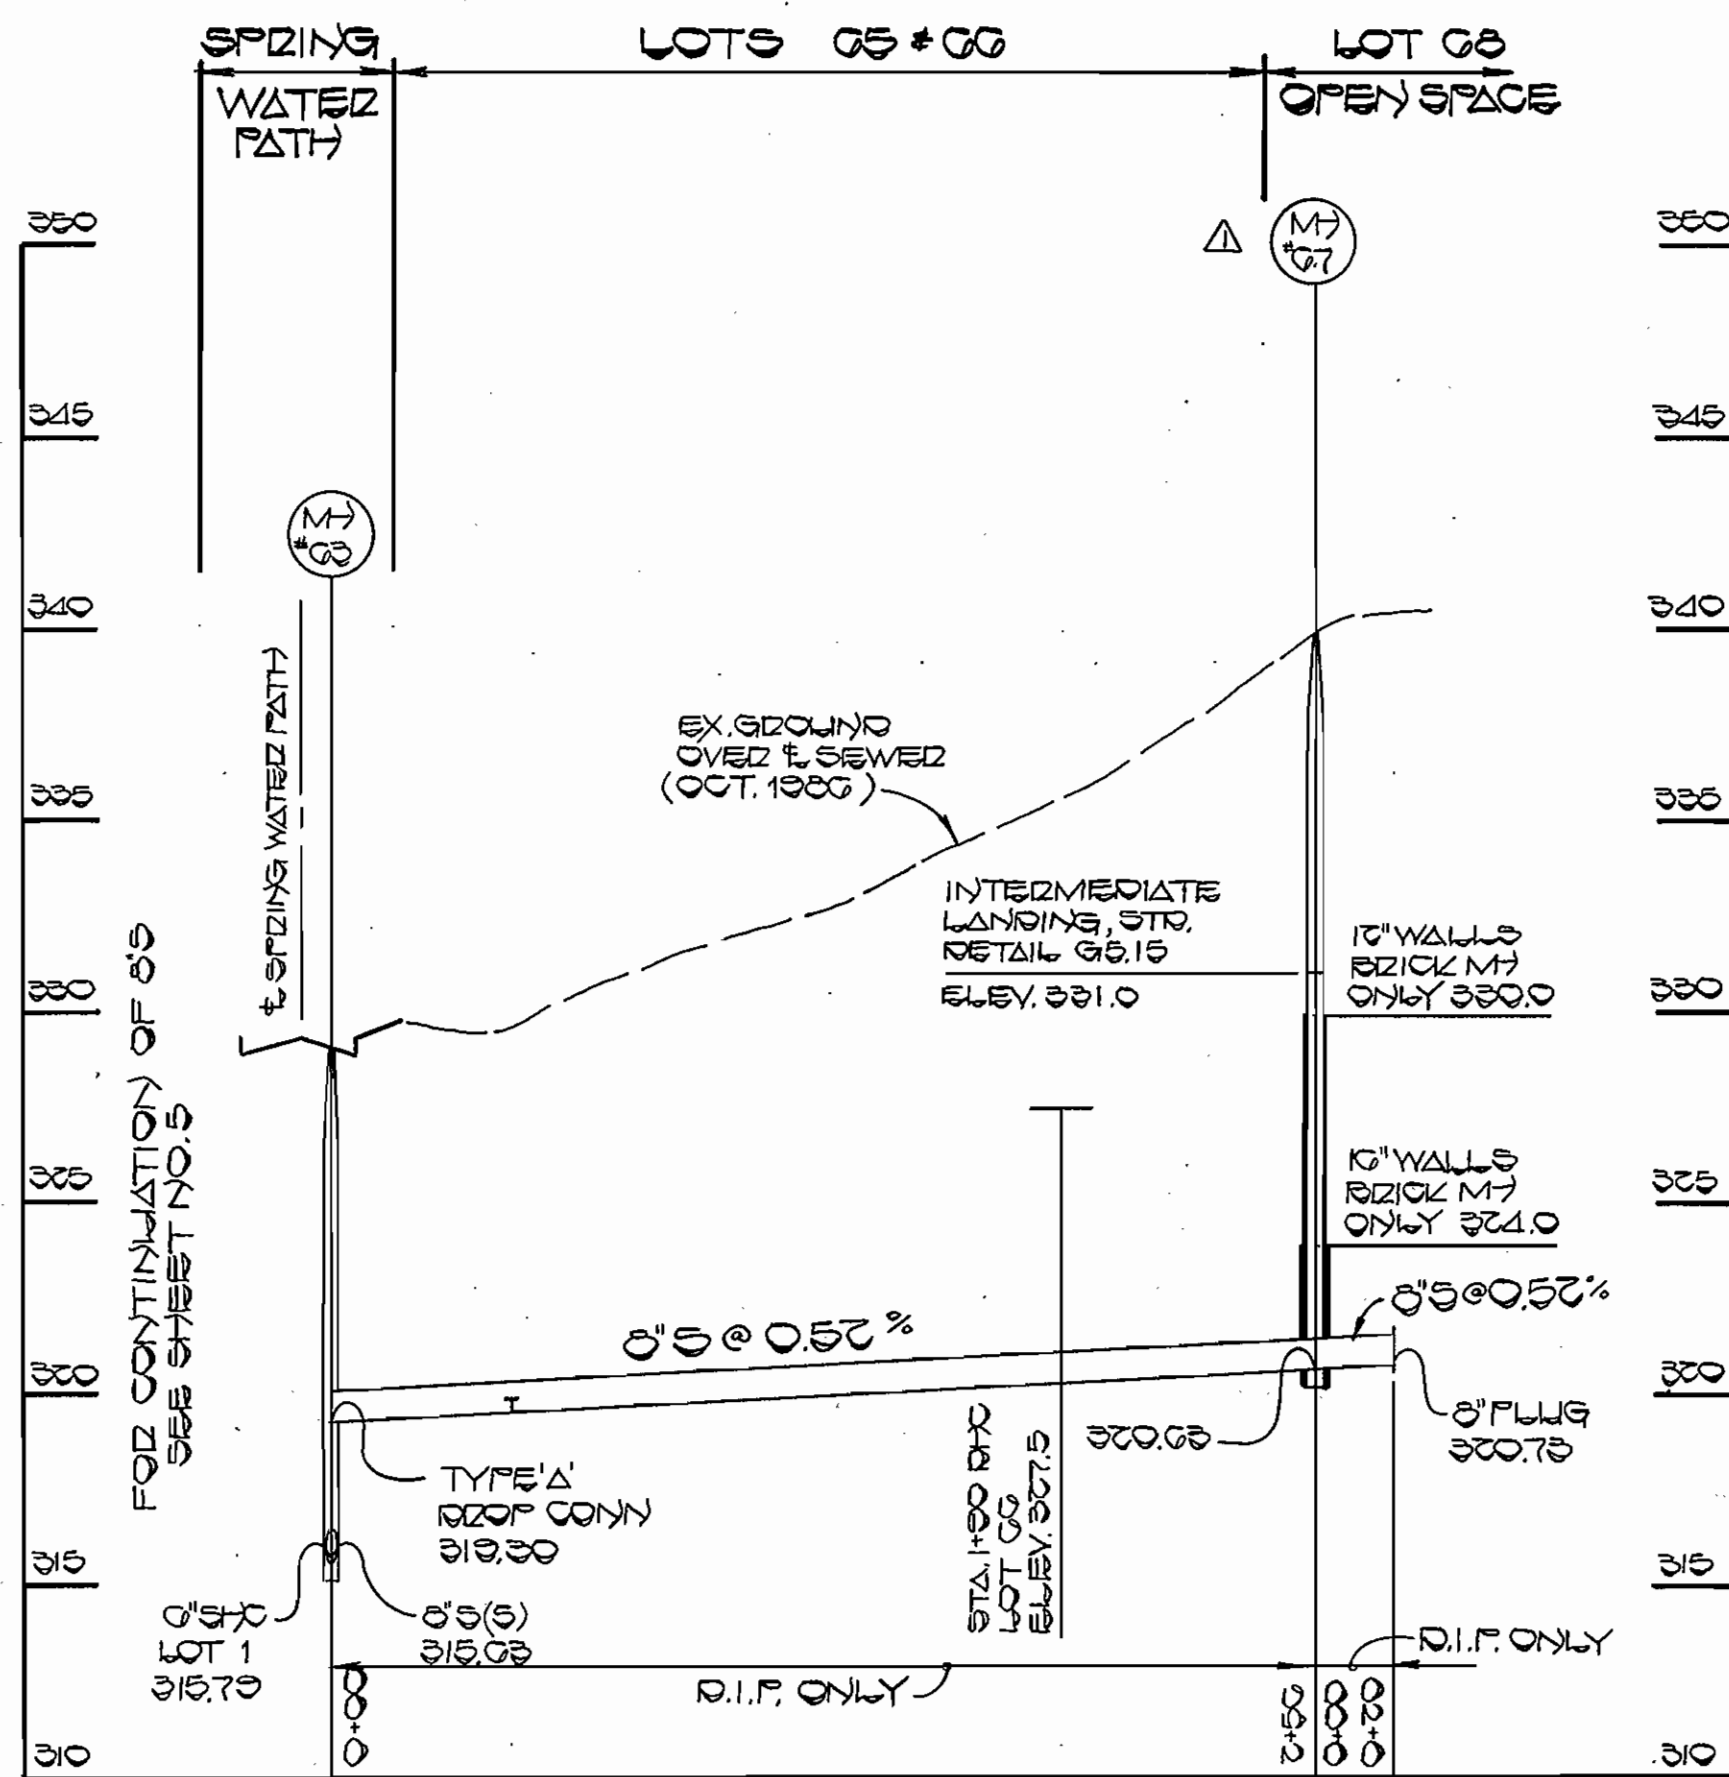 SPRING
WATER
PATH
LOTS 65 & 66
LOT 68
OPEN SPACE
350
345
340
335
330
325
320
315
310
350
345
340
335
330
325
320
315
310
MH
#63
MH
#67
1
℄ SPRING WATER PATH
FOR CONTINUATION OF 8"S
SEE SHEET NO. 5
EX. GROUND
OVER ℄ SEWER
(OCT. 1986)
INTERMEDIATE
LANDING, STD.
DETAIL G5.15
ELEV. 331.0
12" WALLS
BRICK MH
ONLY 330.0
16" WALLS
BRICK MH
ONLY 324.0
8"S @ 0.52%
8"S @ 0.52%
TYPE 'A'
DROP CONN
319.30
320.63
8" PLUG
320.73
STA. 1+90 DHC
LOT 66
ELEV. 327.5
6" SHC
LOT 1
315.79
8"S(5)
315.63
D.I.P. ONLY
D.I.P. ONLY
0+00
2+56
0+00
0+20